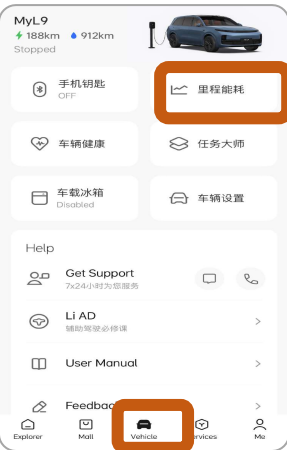 MyL9
188km 912km
Stopped
手机钥匙
OFF
里程能耗
车辆健康
任务大师
车载冰箱
Disabled
车辆设置
Help
Get Support
7x24小时为您服务
Li AD
辅助驾驶必修课
User Manual
Feedba
Explorer Mall Vehicle rvices Me